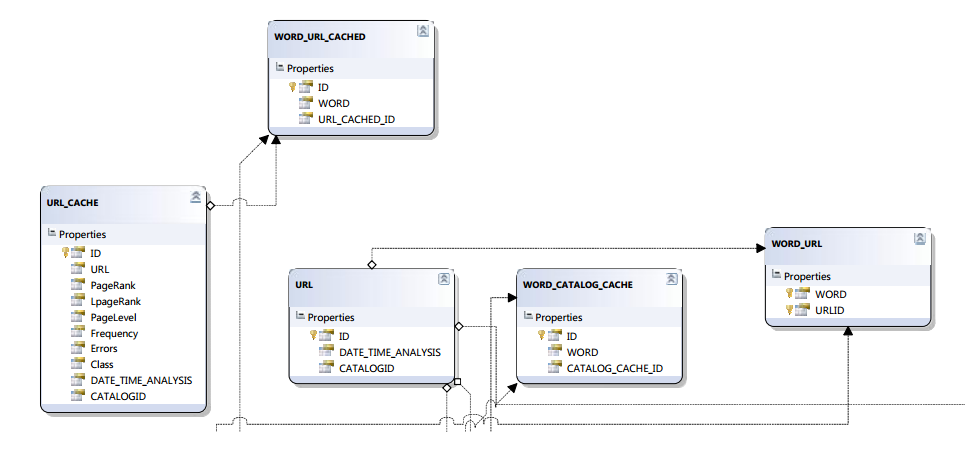 WORD_URL_CACHED
Properties
ID
WORD
URL_CACHED_ID
URL_CACHE
Properties
ID
URL
PageRank
LpageRank
PageLevel
Frequency
Errors
Class
DATE_TIME_ANALYSIS
CATALOGID
URL
Properties
ID
DATE_TIME_ANALYSIS
CATALOGID
WORD_CATALOG_CACHE
Properties
ID
WORD
CATALOG_CACHE_ID
WORD_URL
Properties
WORD
URLID